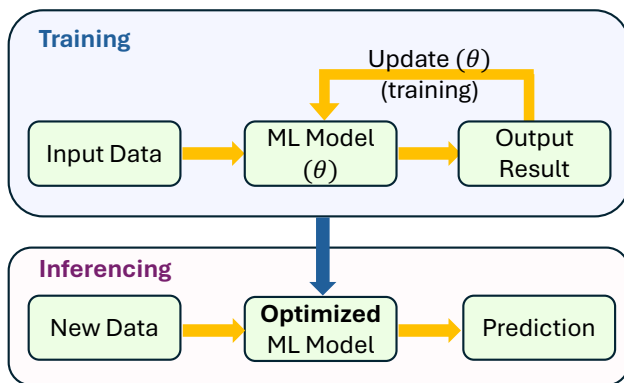 Training
Update (θ)
(training)
Input Data
ML Model
(θ)
Output
Result
Inferencing
New Data
Optimized
ML Model
Prediction